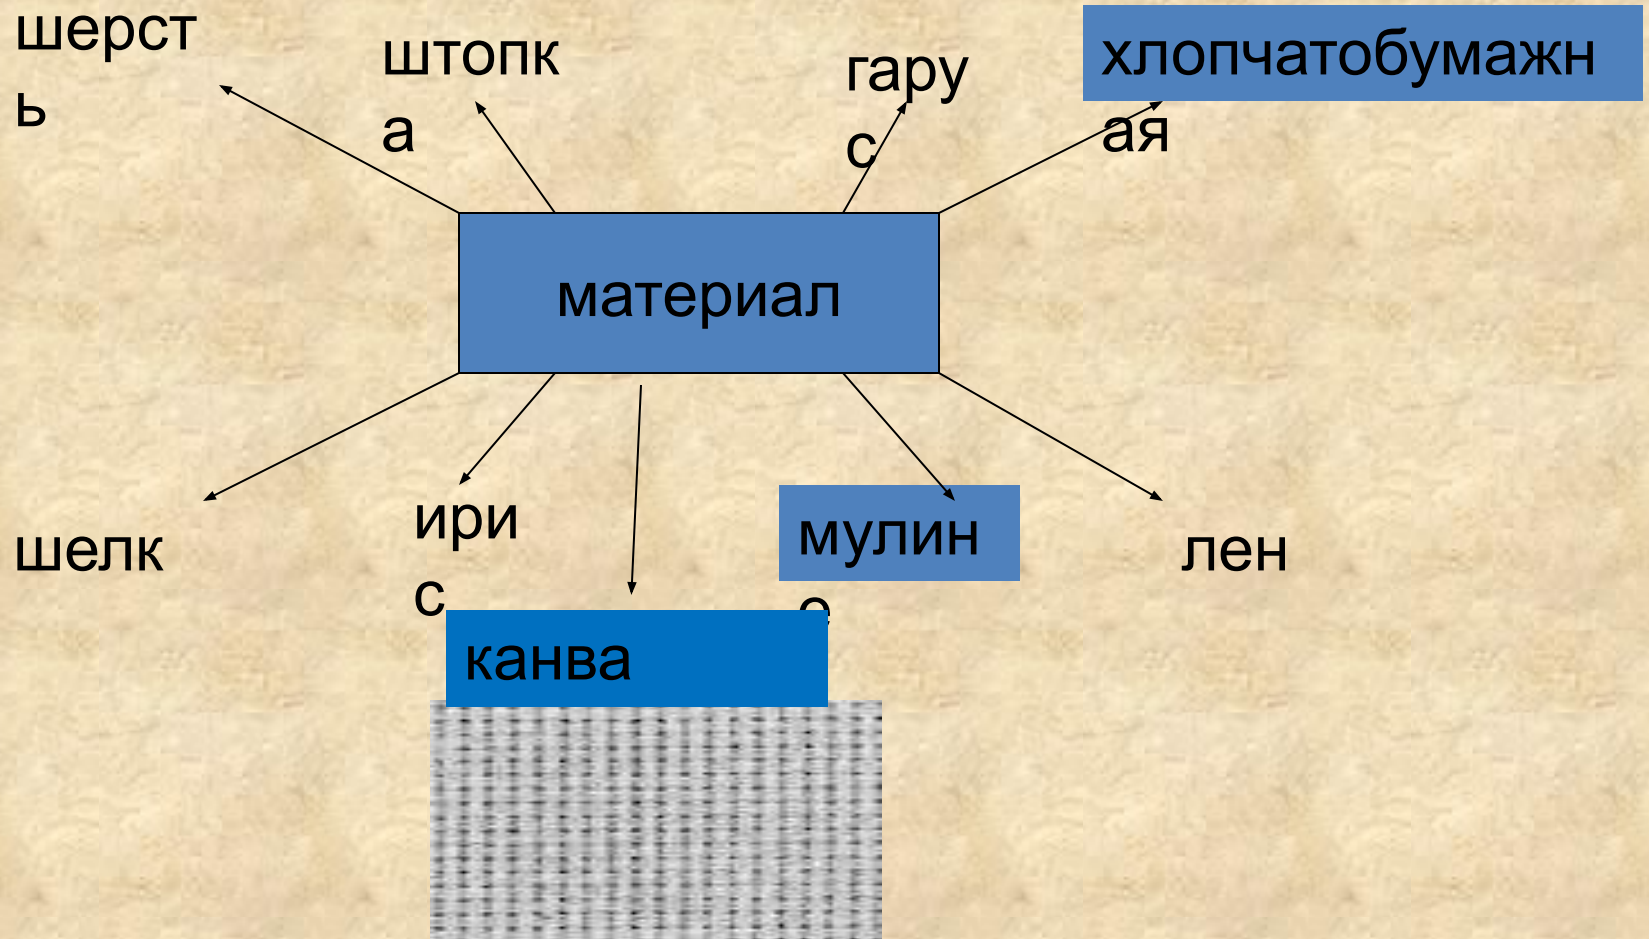 шерст
ь
штопк
а
гару
с
хлопчатобумажн
ая
материал
шелк
ири
с
мулин
е
лен
канва